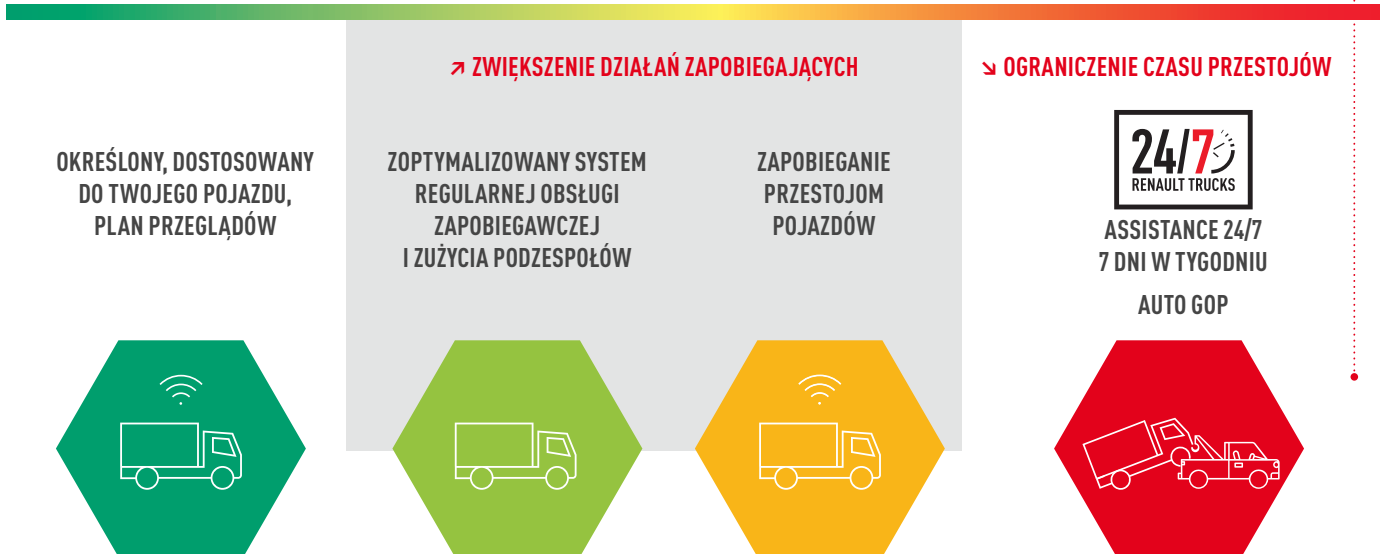 ↗ ZWIĘKSZENIE DZIAŁAŃ ZAPOBIEGAJĄCYCH
↘ OGRANICZENIE CZASU PRZESTOJÓW
OKREŚLONY, DOSTOSOWANY
DO TWOJEGO POJAZDU,
PLAN PRZEGLĄDÓW
ZOPTYMALIZOWANY SYSTEM
REGULARNEJ OBSŁUGI
ZAPOBIEGAWCZEJ
I ZUŻYCIA PODZESPOŁÓW
ZAPOBIEGANIE
PRZESTOJOM
POJAZDÓW
24/7
RENAULT TRUCKS
ASSISTANCE 24/7
7 DNI W TYGODNIU
AUTO GOP